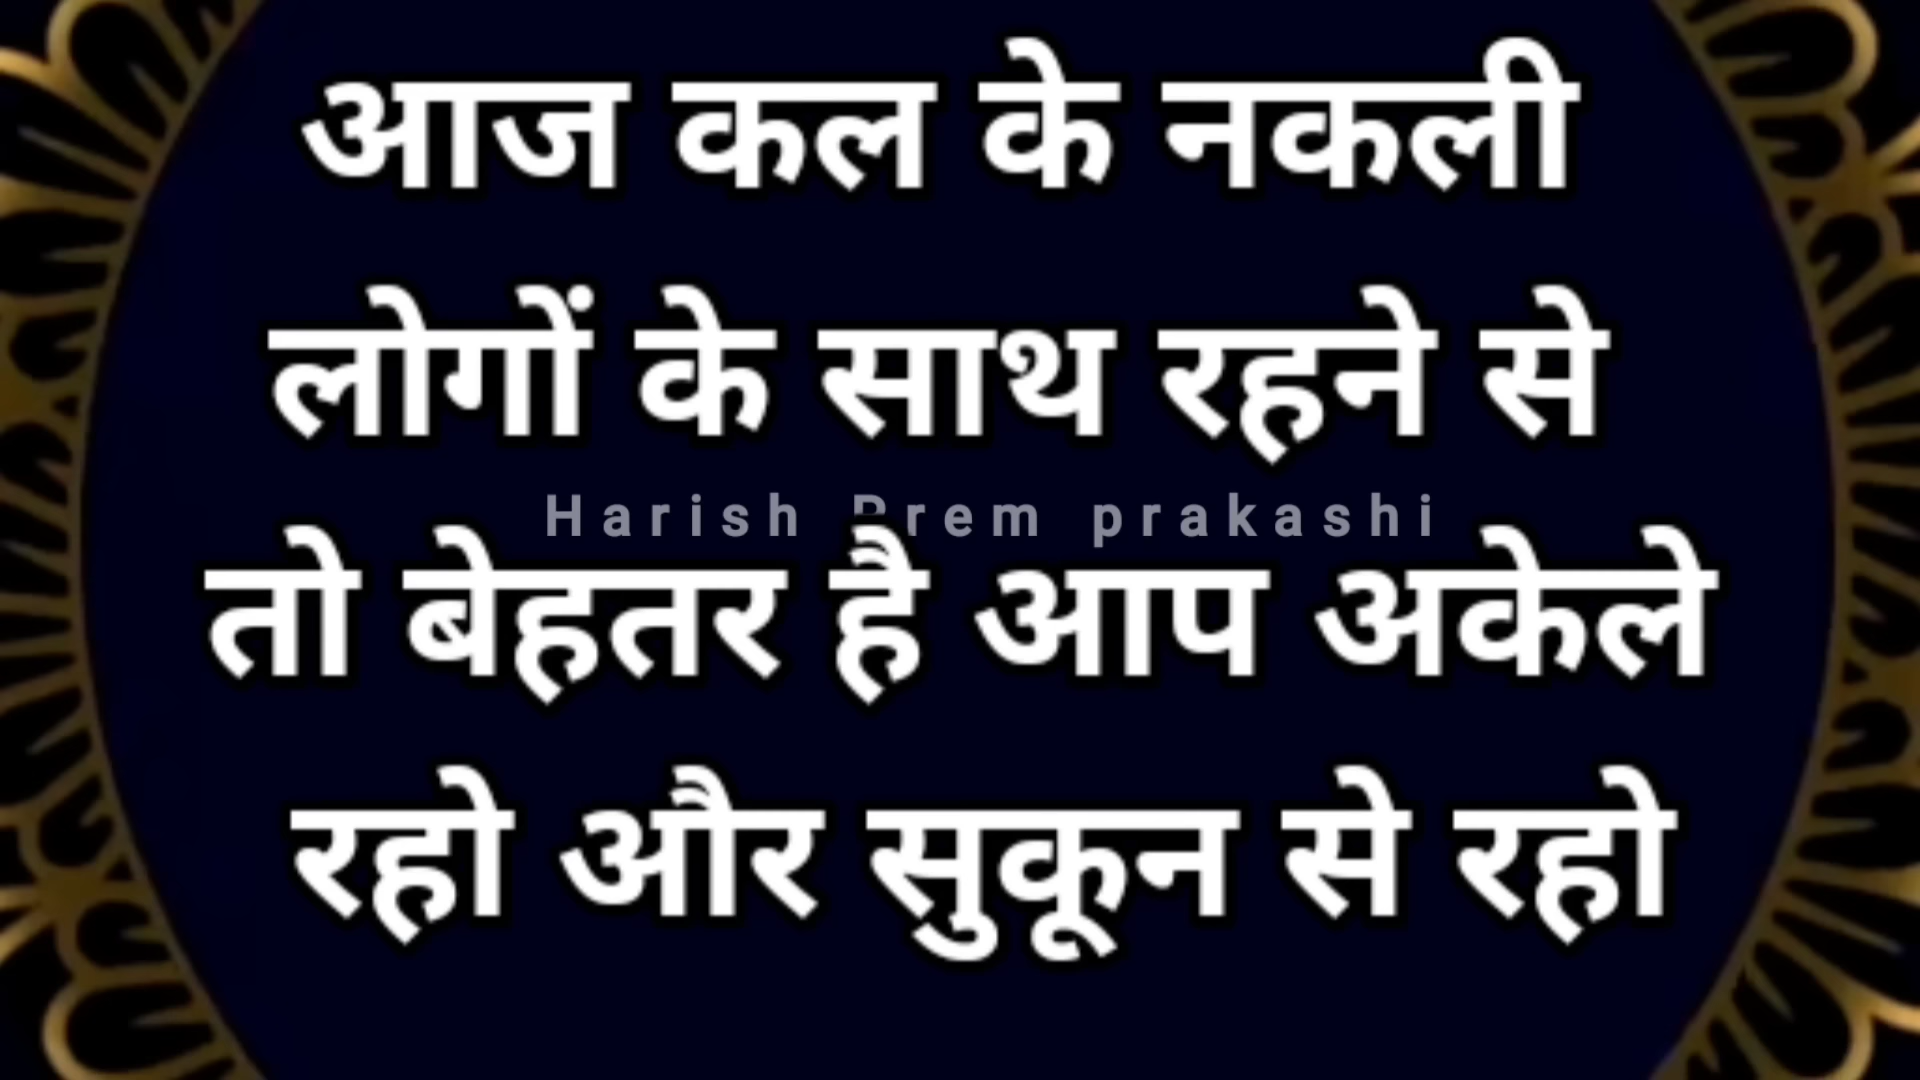 आज कल के नकली
लोगों के साथ रहने से
Harish Prem prakashi
तो बेहतर है आप अकेले
रहो और सुकून से रहो